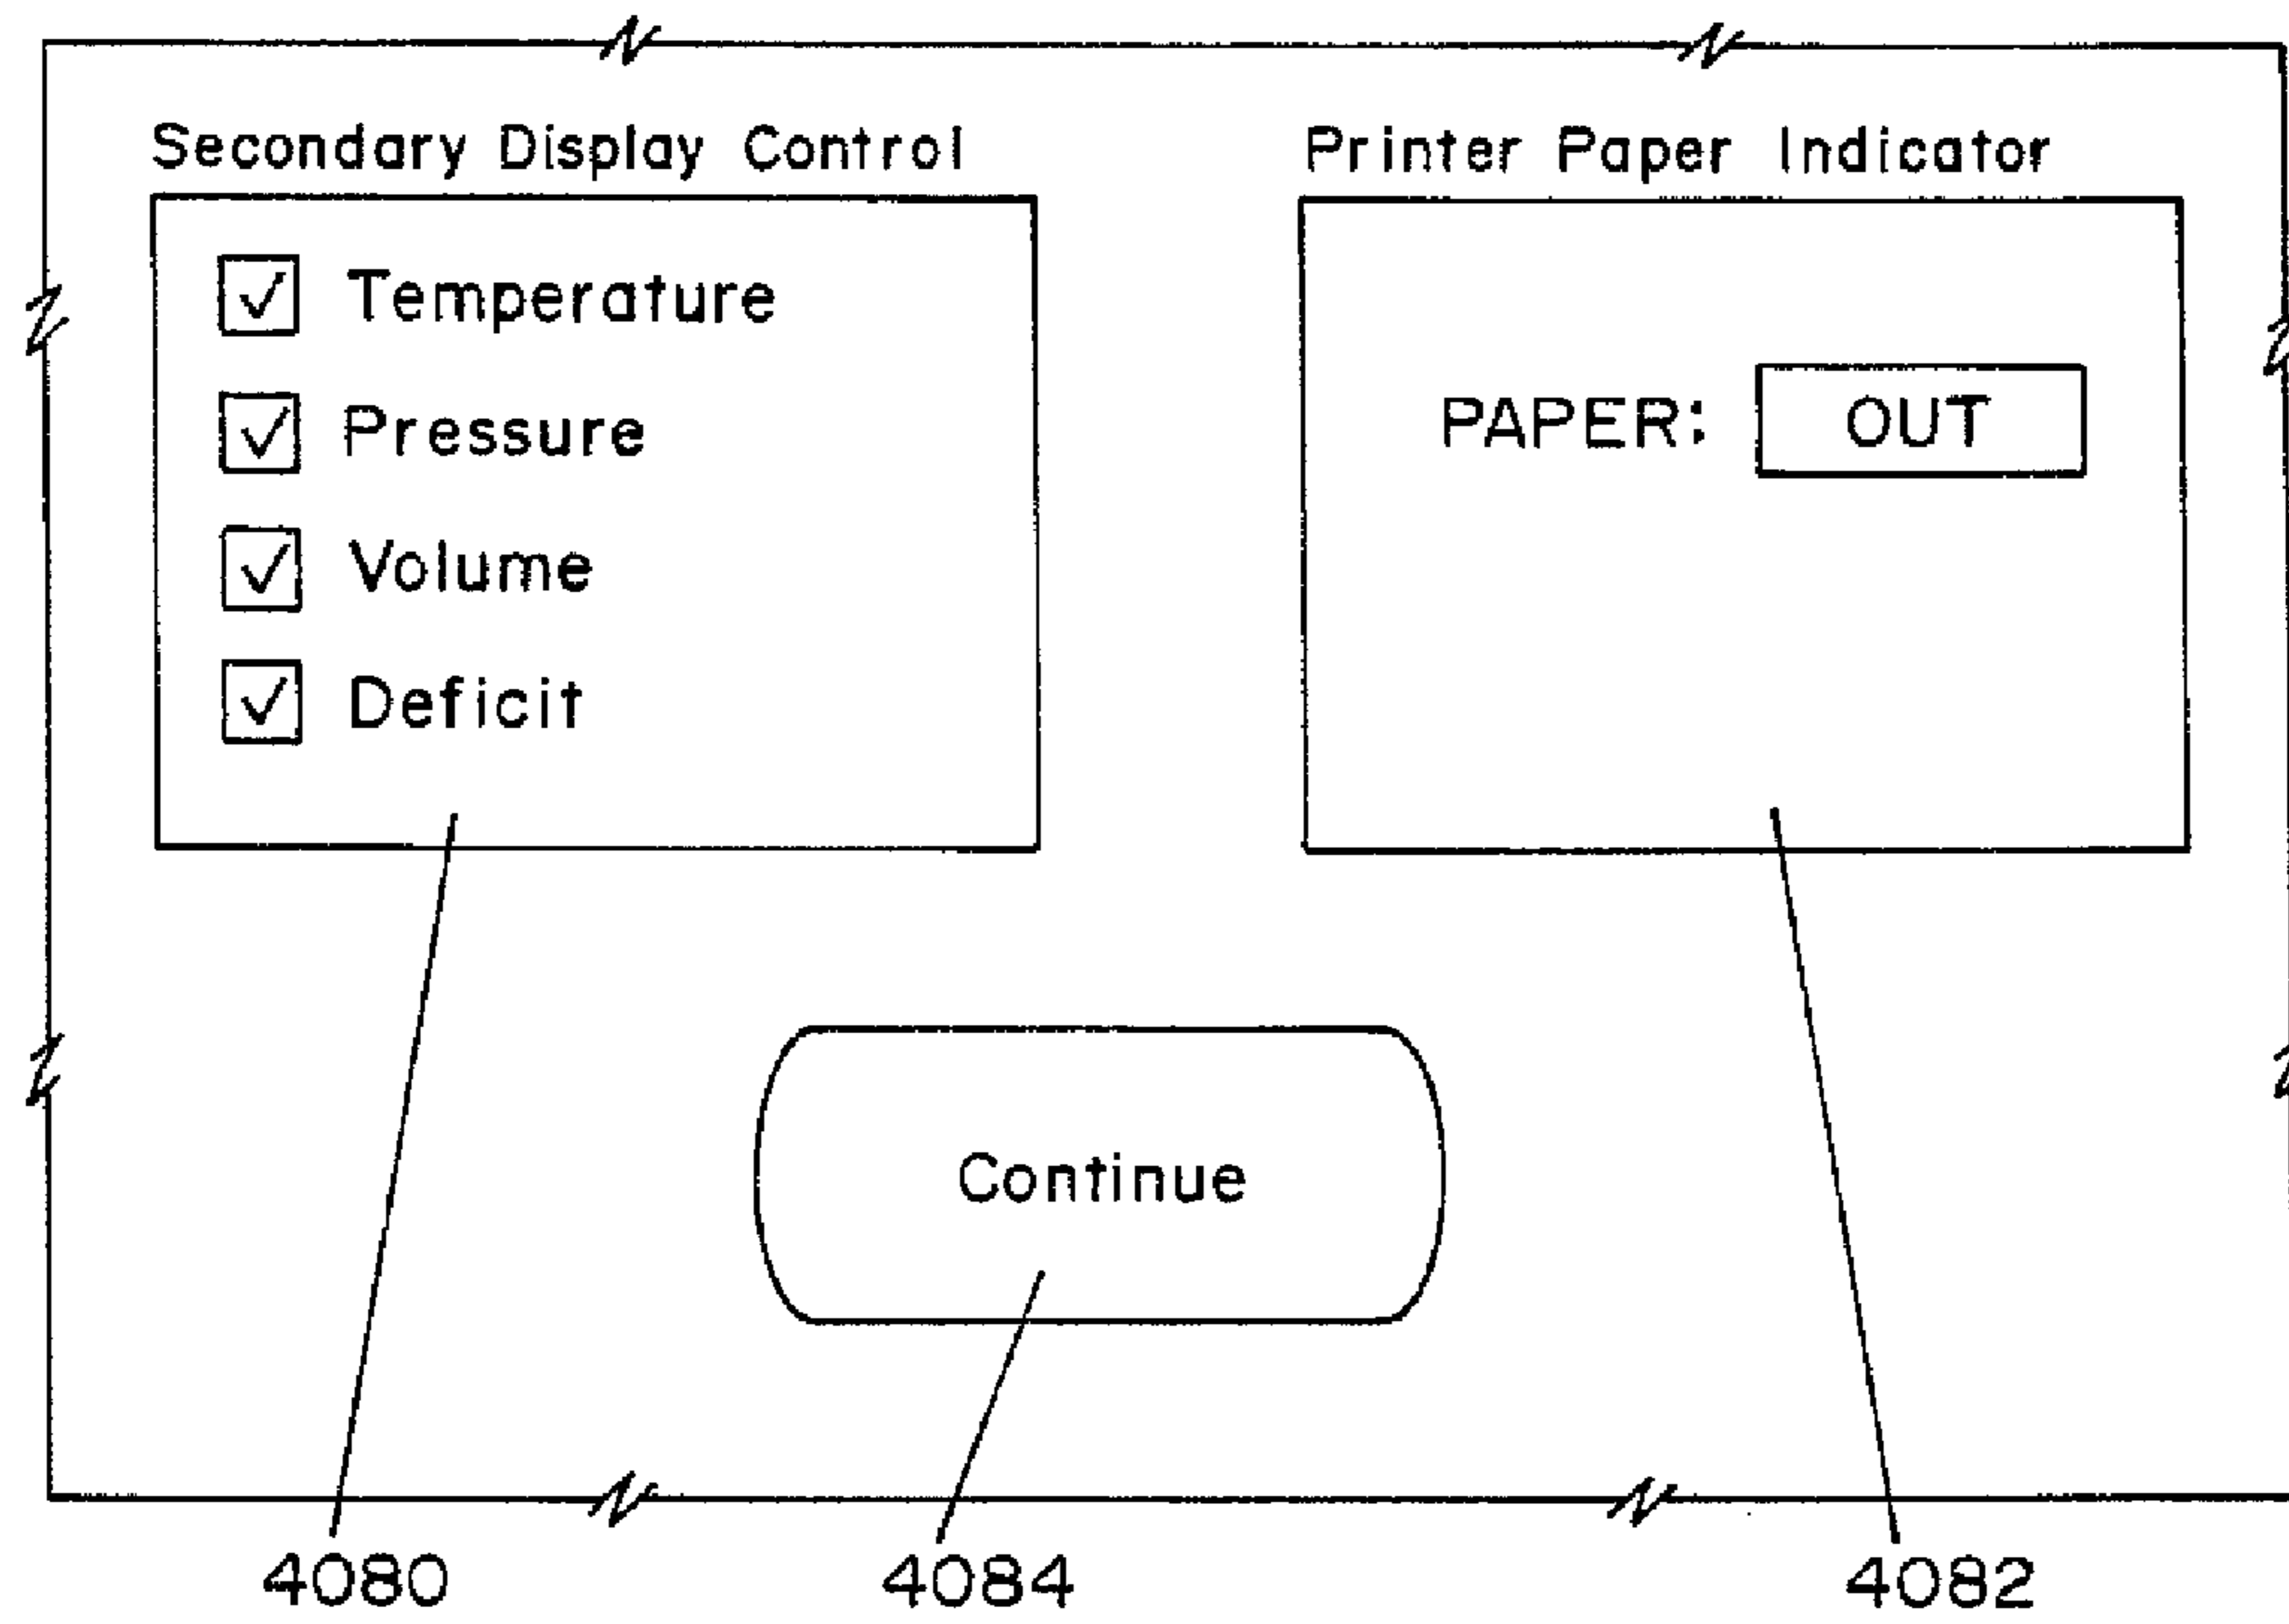 Secondary Display Control
Temperature
Pressure
Volume
Deficit
Printer Paper Indicator
PAPER: OUT
Continue
4080
4084
4082